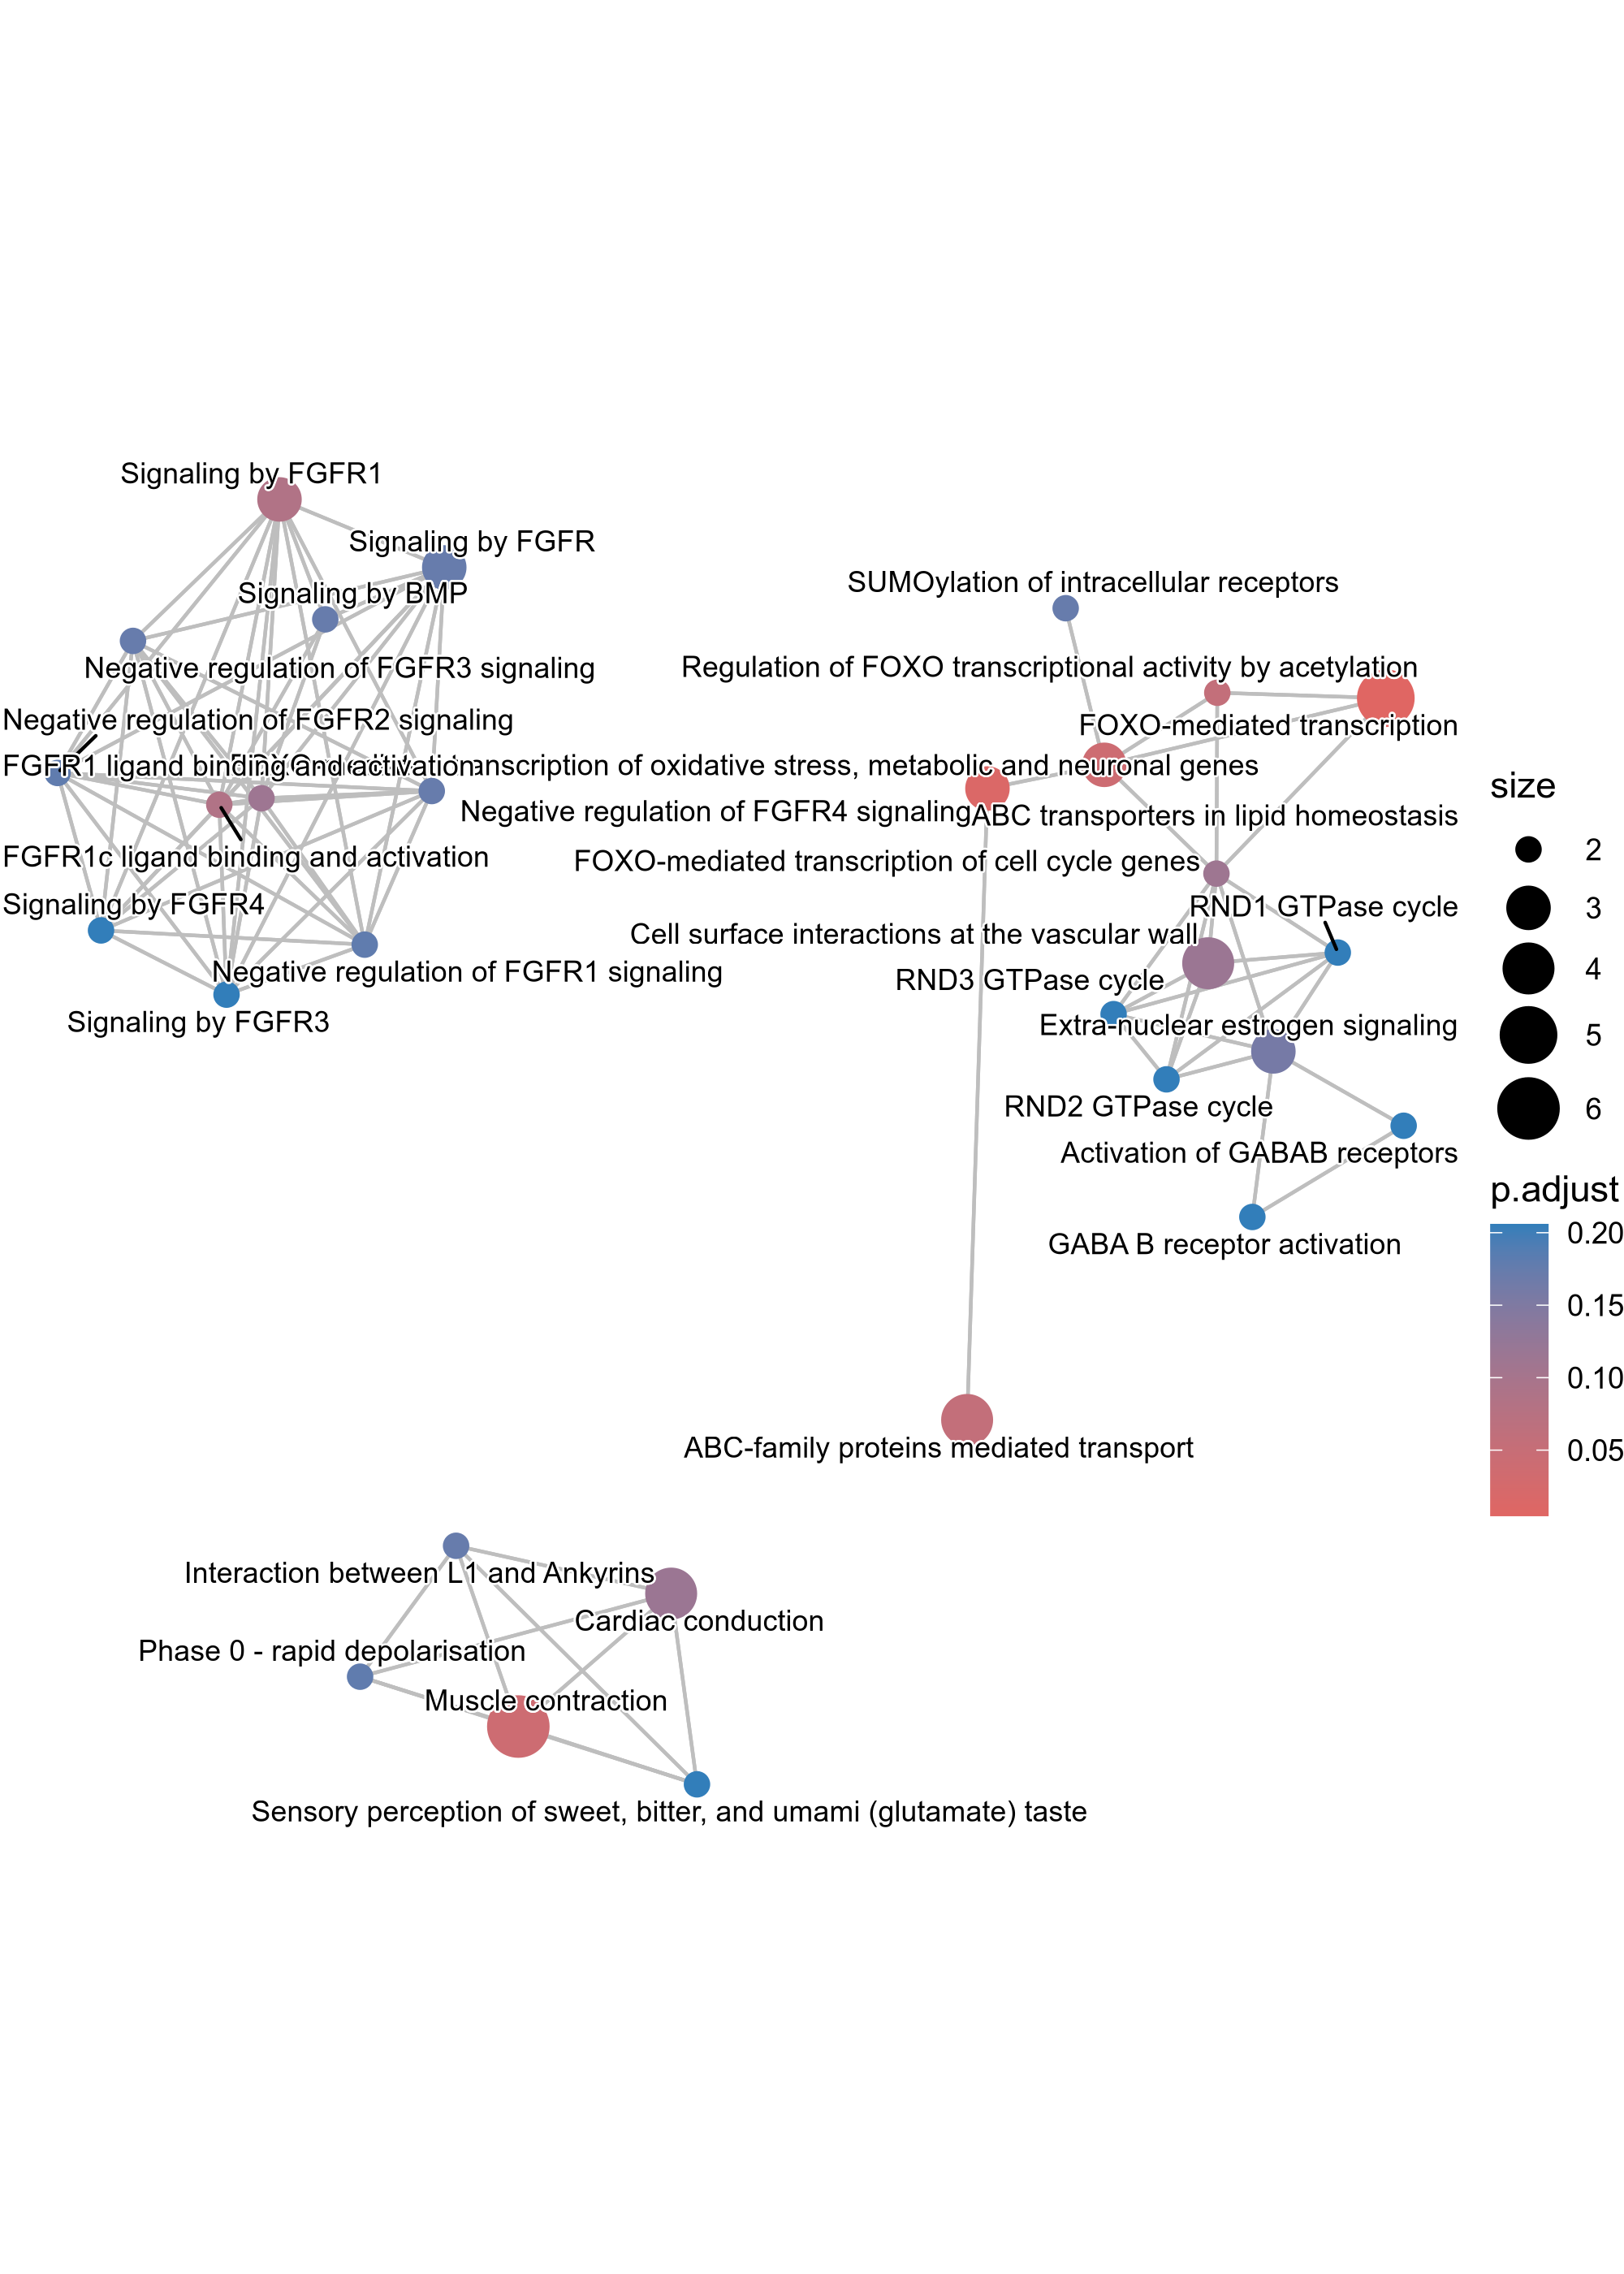 Signaling by FGFR1
Signaling by FGFR
Signaling by BMP
Negative regulation of FGFR3 signaling
Negative regulation of FGFR2 signaling
FGFR1 ligand binding and activation
transcription of oxidative stress, metabolic and neuronal genes
Negative regulation of FGFR4 signaling
FGFR1c ligand binding and activation
Signaling by FGFR4
Negative regulation of FGFR1 signaling
Signaling by FGFR3
SUMOylation of intracellular receptors
Regulation of FOXO transcriptional activity by acetylation
FOXO-mediated transcription
ABC transporters in lipid homeostasis
FOXO-mediated transcription of cell cycle genes
RND1 GTPase cycle
Cell surface interactions at the vascular wall
RND3 GTPase cycle
Extra-nuclear estrogen signaling
RND2 GTPase cycle
Activation of GABAB receptors
GABA B receptor activation
ABC-family proteins mediated transport
Interaction between L1 and Ankyrins
Cardiac conduction
Phase 0 - rapid depolarisation
Muscle contraction
Sensory perception of sweet, bitter, and umami (glutamate) taste
size
2
3
4
5
6
p.adjust
0.20
0.15
0.10
0.05